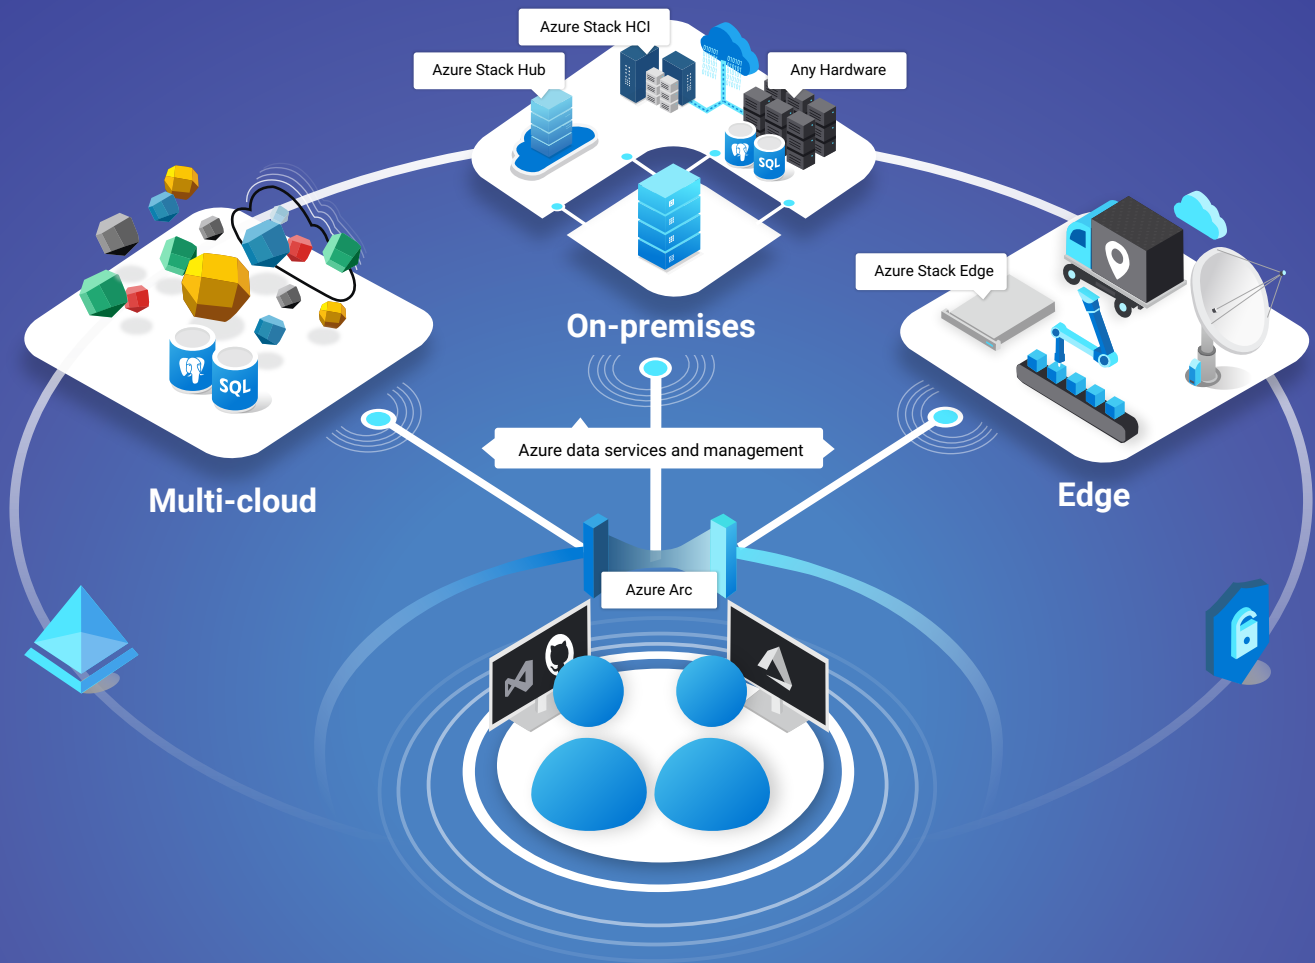 Azure Stack HCI
Azure Stack Hub
Any Hardware
SQL
On-premises
Azure Stack Edge
SQL
Azure data services and management
Multi-cloud
Edge
Azure Arc